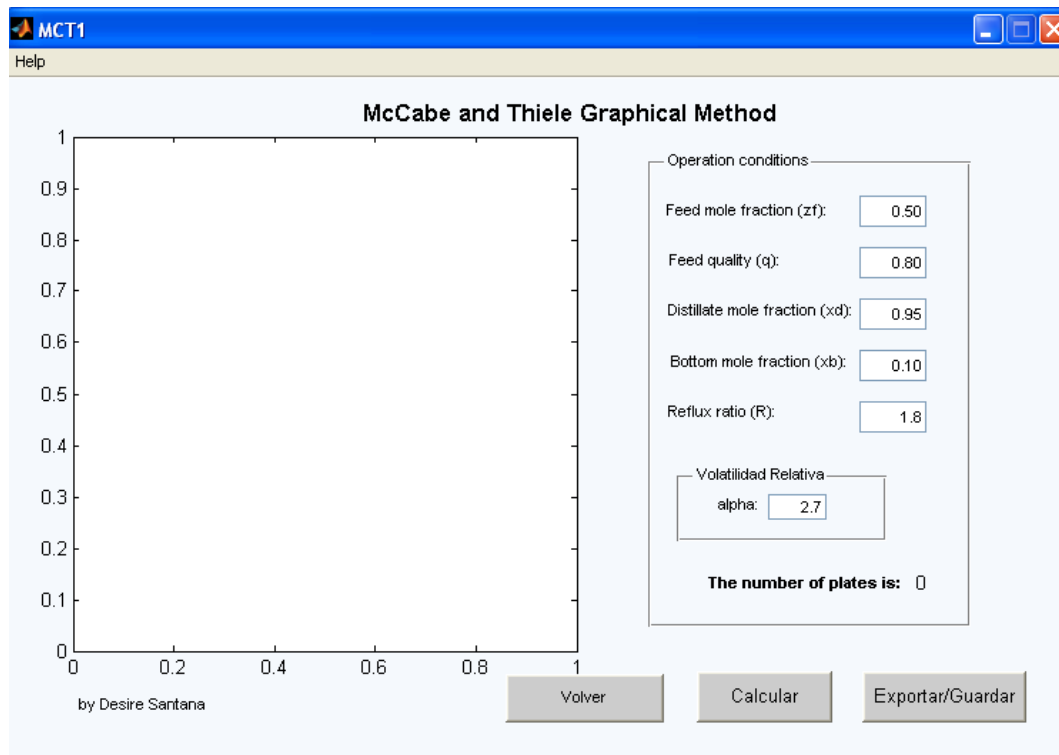 MCT1
Help
McCabe and Thiele Graphical Method
1
0.9
0.8
0.7
0.6
0.5
0.4
0.3
0.2
0.1
0
0 0.2 0.4 0.6 0.8 1
by Desire Santana
Operation conditions
Feed mole fraction (zf): 0.50
Feed quality (q): 0.80
Distillate mole fraction (xd): 0.95
Bottom mole fraction (xb): 0.10
Reflux ratio (R): 1.8
Volatilidad Relativa
alpha: 2.7
The number of plates is: 0
Volver Calcular Exportar/Guardar